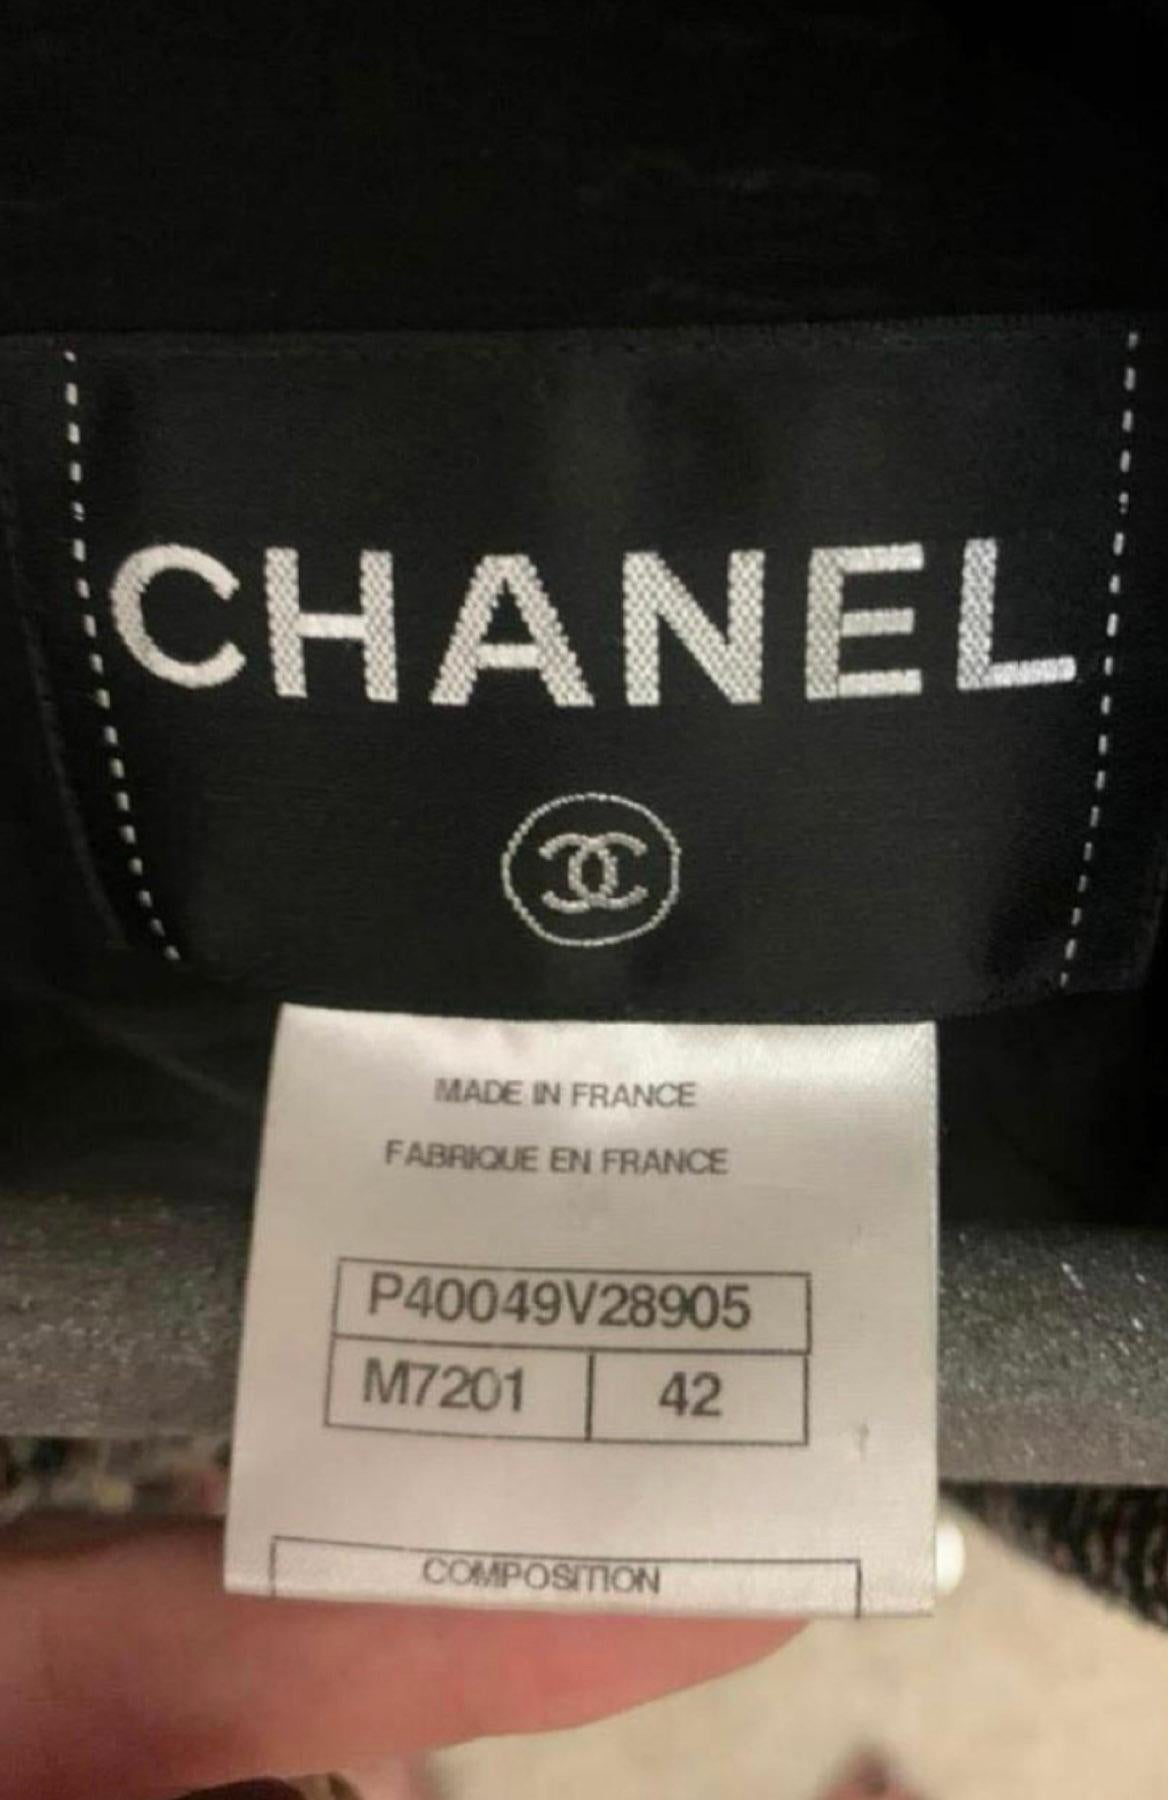 CHANEL
MADE IN FRANCE
FABRIQUE EN FRANCE
P40049V28905
M7201 42
COMPOSITION